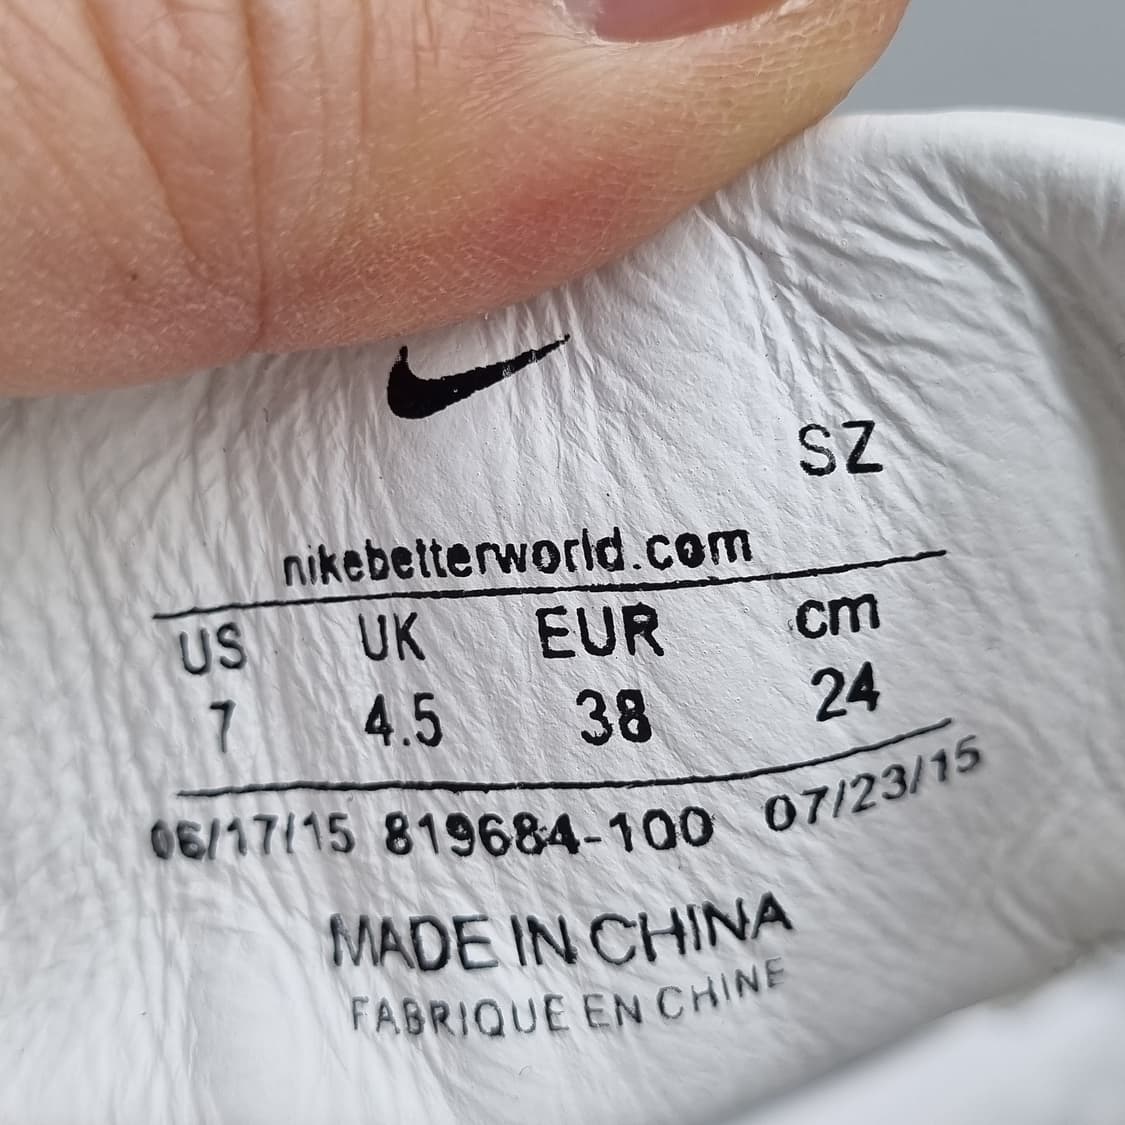 SZ
nikebetterworld.com
US UK EUR cm
7 4.5 38 24
06/17/15 819684-100 07/23/15
MADE IN CHINA
FABRIQUE EN CHINE